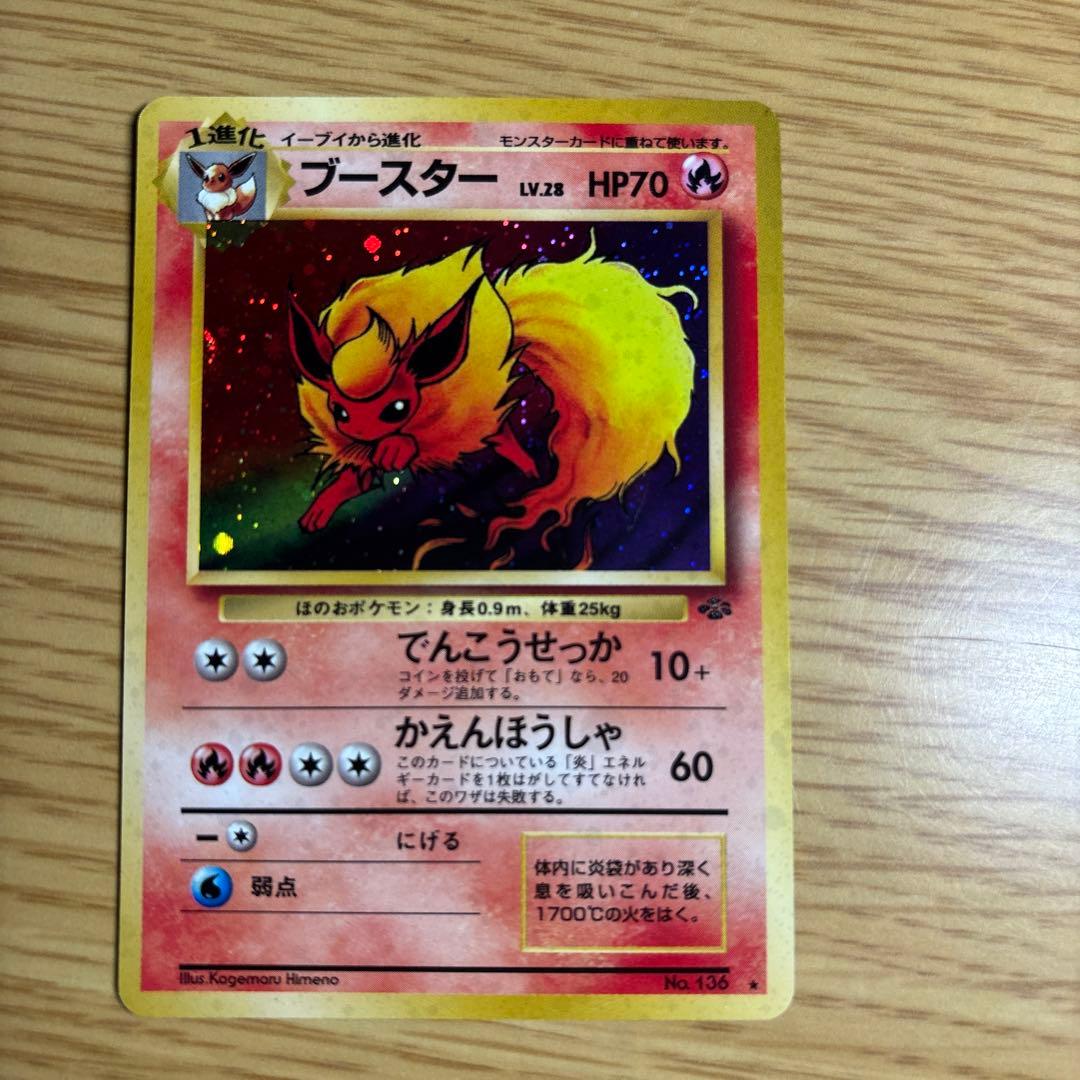 1進化 イーブイから進化 モンスターカードに重ねて使います。
ブースター LV.28 HP70
ほのおポケモン：身長0.9m、体重25kg
でんこうせっか 10+
コインを投げて「おもて」なら、20
ダメージ追加する。
かえんほうしゃ 60
このカードについている「炎」エネル
ギーカードを1枚はがしてすてなけれ
ば、このワザは失敗する。
ー にげる
弱点
体内に炎袋があり深く
息を吸いこんだ後、
1700℃の火をはく。
Illus.Kagemaru Himeno No. 136 ★